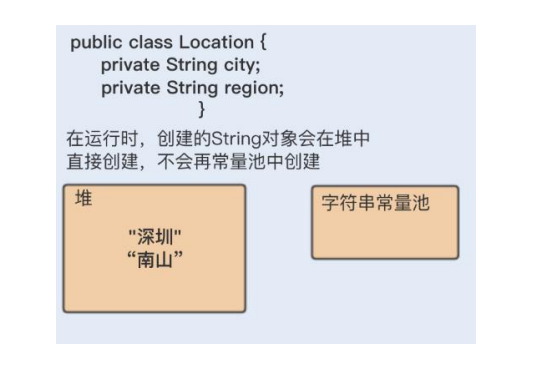 public class Location {
private String city;
private String region;
}
在运行时，创建的String对象会在堆中
直接创建，不会再常量池中创建
堆
"深圳"
“南山”
字符串常量池